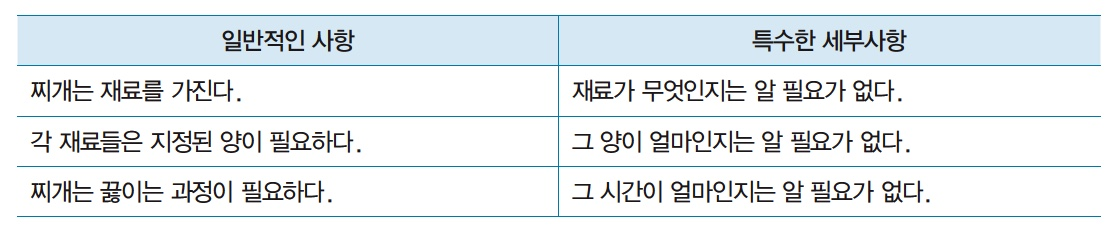 일반적인 사항 특수한 세부사항
찌개는 재료를 가진다. 재료가 무엇인지는 알 필요가 없다.
각 재료들은 지정된 양이 필요하다. 그 양이 얼마인지는 알 필요가 없다.
찌개는 끓이는 과정이 필요하다. 그 시간이 얼마인지는 알 필요가 없다.